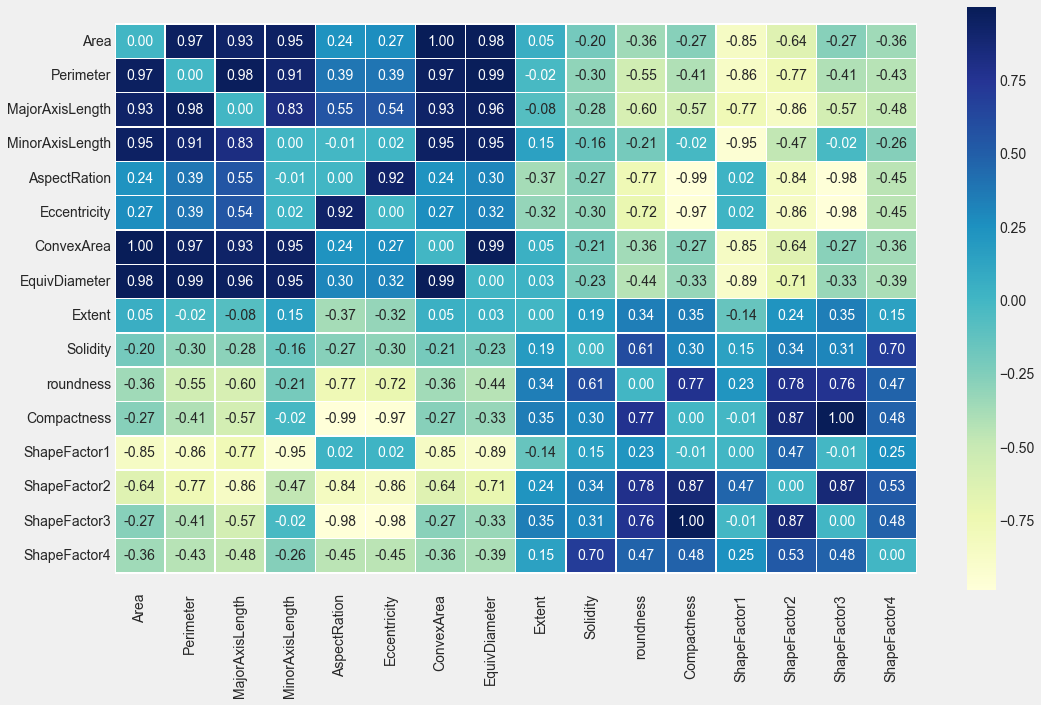 Area 0.00 0.97 0.93 0.95 0.24 0.27 1.00 0.98 0.05 -0.20 -0.36 -0.27 -0.85 -0.64 -0.27 -0.36
Perimeter 0.97 0.00 0.98 0.91 0.39 0.39 0.97 0.99 -0.02 -0.30 -0.55 -0.41 -0.86 -0.77 -0.41 -0.43
0.75
MajorAxisLength 0.93 0.98 0.00 0.83 0.55 0.54 0.93 0.96 -0.08 -0.28 -0.60 -0.57 -0.77 -0.86 -0.57 -0.48
MinorAxisLength 0.95 0.91 0.83 0.00 -0.01 0.02 0.95 0.95 0.15 -0.16 -0.21 -0.02 -0.95 -0.47 -0.02 -0.26
0.50
AspectRation 0.24 0.39 0.55 -0.01 0.00 0.92 0.24 0.30 -0.37 -0.27 -0.77 -0.99 0.02 -0.84 -0.98 -0.45
Eccentricity 0.27 0.39 0.54 0.02 0.92 0.00 0.27 0.32 -0.32 -0.30 -0.72 -0.97 0.02 -0.86 -0.98 -0.45
0.25
ConvexArea 1.00 0.97 0.93 0.95 0.24 0.27 0.00 0.99 0.05 -0.21 -0.36 -0.27 -0.85 -0.64 -0.27 -0.36
EquivDiameter 0.98 0.99 0.96 0.95 0.30 0.32 0.99 0.00 0.03 -0.23 -0.44 -0.33 -0.89 -0.71 -0.33 -0.39
0.00
Extent 0.05 -0.02 -0.08 0.15 -0.37 -0.32 0.05 0.03 0.00 0.19 0.34 0.35 -0.14 0.24 0.35 0.15
Solidity -0.20 -0.30 -0.28 -0.16 -0.27 -0.30 -0.21 -0.23 0.19 0.00 0.61 0.30 0.15 0.34 0.31 0.70
-0.25
roundness -0.36 -0.55 -0.60 -0.21 -0.77 -0.72 -0.36 -0.44 0.34 0.61 0.00 0.77 0.23 0.78 0.76 0.47
Compactness -0.27 -0.41 -0.57 -0.02 -0.99 -0.97 -0.27 -0.33 0.35 0.30 0.77 0.00 -0.01 0.87 1.00 0.48
-0.50
ShapeFactor1 -0.85 -0.86 -0.77 -0.95 0.02 0.02 -0.85 -0.89 -0.14 0.15 0.23 -0.01 0.00 0.47 -0.01 0.25
ShapeFactor2 -0.64 -0.77 -0.86 -0.47 -0.84 -0.86 -0.64 -0.71 0.24 0.34 0.78 0.87 0.47 0.00 0.87 0.53
ShapeFactor3 -0.27 -0.41 -0.57 -0.02 -0.98 -0.98 -0.27 -0.33 0.35 0.31 0.76 1.00 -0.01 0.87 0.00 0.48
-0.75
ShapeFactor4 -0.36 -0.43 -0.48 -0.26 -0.45 -0.45 -0.36 -0.39 0.15 0.70 0.47 0.48 0.25 0.53 0.48 0.00
Area
Perimeter
MajorAxisLength
MinorAxisLength
AspectRation
Eccentricity
ConvexArea
EquivDiameter
Extent
Solidity
roundness
Compactness
ShapeFactor1
ShapeFactor2
ShapeFactor3
ShapeFactor4